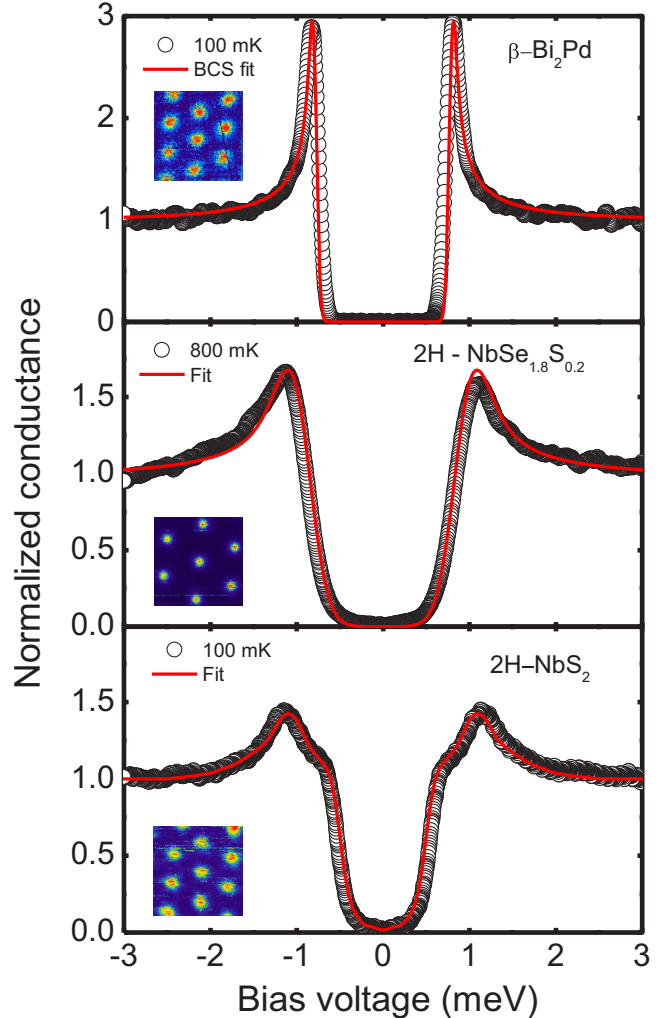 3
2
1
0
100 mK
BCS fit
β–Bi₂Pd
1.5
1.0
0.5
0.0
800 mK
Fit
2H - NbSe₁.₈S₀.₂
1.5
1.0
0.5
0.0
100 mK
Fit
2H–NbS₂
-3 -2 -1 0 1 2 3
Normalized conductance
Bias voltage (meV)